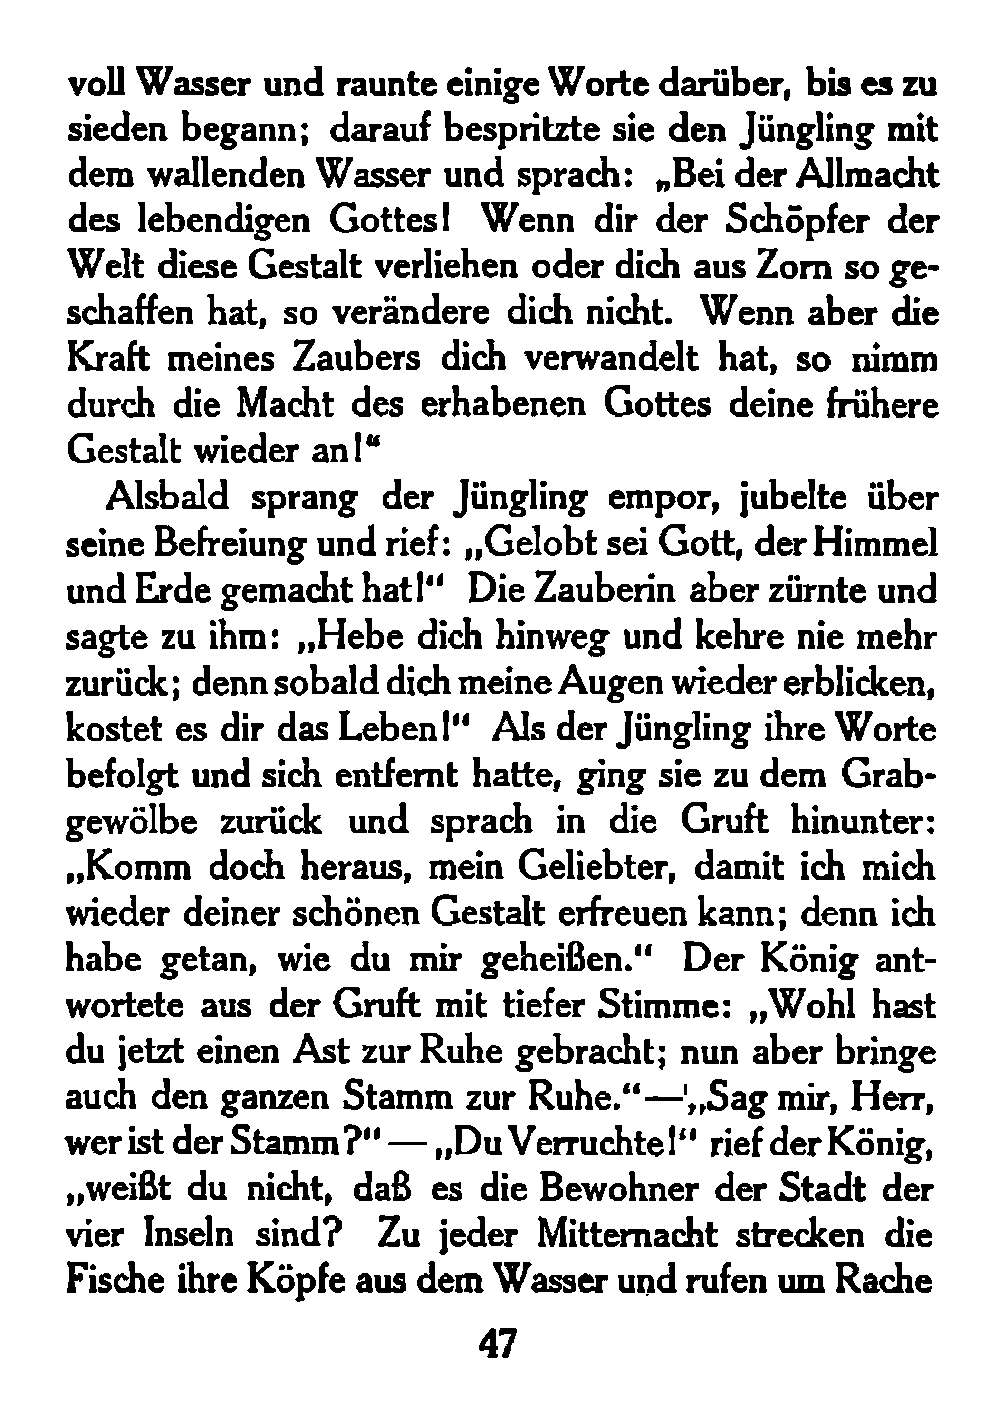 voll Wasser und raunte einige Worte darüber, bis es zu
sieden begann; darauf bespritzte sie den Jüngling mit
dem wallenden Wasser und sprach: „Bei der Allmacht
des lebendigen Gottes! Wenn dir der Schöpfer der
Welt diese Gestalt verliehen oder dich aus Zorn so ge-
schaffen hat, so verändere dich nicht. Wenn aber die
Kraft meines Zaubers dich verwandelt hat, so nimm
durch die Macht des erhabenen Gottes deine frühere
Gestalt wieder an!“
Alsbald sprang der Jüngling empor, jubelte über
seine Befreiung und rief: „Gelobt sei Gott, der Himmel
und Erde gemacht hat!“ Die Zauberin aber zürnte und
sagte zu ihm: „Hebe dich hinweg und kehre nie mehr
zurück; denn sobald dich meine Augen wieder erblicken,
kostet es dir das Leben!“ Als der Jüngling ihre Worte
befolgt und sich entfernt hatte, ging sie zu dem Grab-
gewölbe zurück und sprach in die Gruft hinunter:
„Komm doch heraus, mein Geliebter, damit ich mich
wieder deiner schönen Gestalt erfreuen kann; denn ich
habe getan, wie du mir geheißen.“ Der König ant-
wortete aus der Gruft mit tiefer Stimme: „Wohl hast
du jetzt einen Ast zur Ruhe gebracht; nun aber bringe
auch den ganzen Stamm zur Ruhe.“ — „Sag mir, Herr,
wer ist der Stamm?“ — „Du Verruchte!“ rief der König,
„weißt du nicht, daß es die Bewohner der Stadt der
vier Inseln sind? Zu jeder Mitternacht strecken die
Fische ihre Köpfe aus dem Wasser und rufen um Rache
47